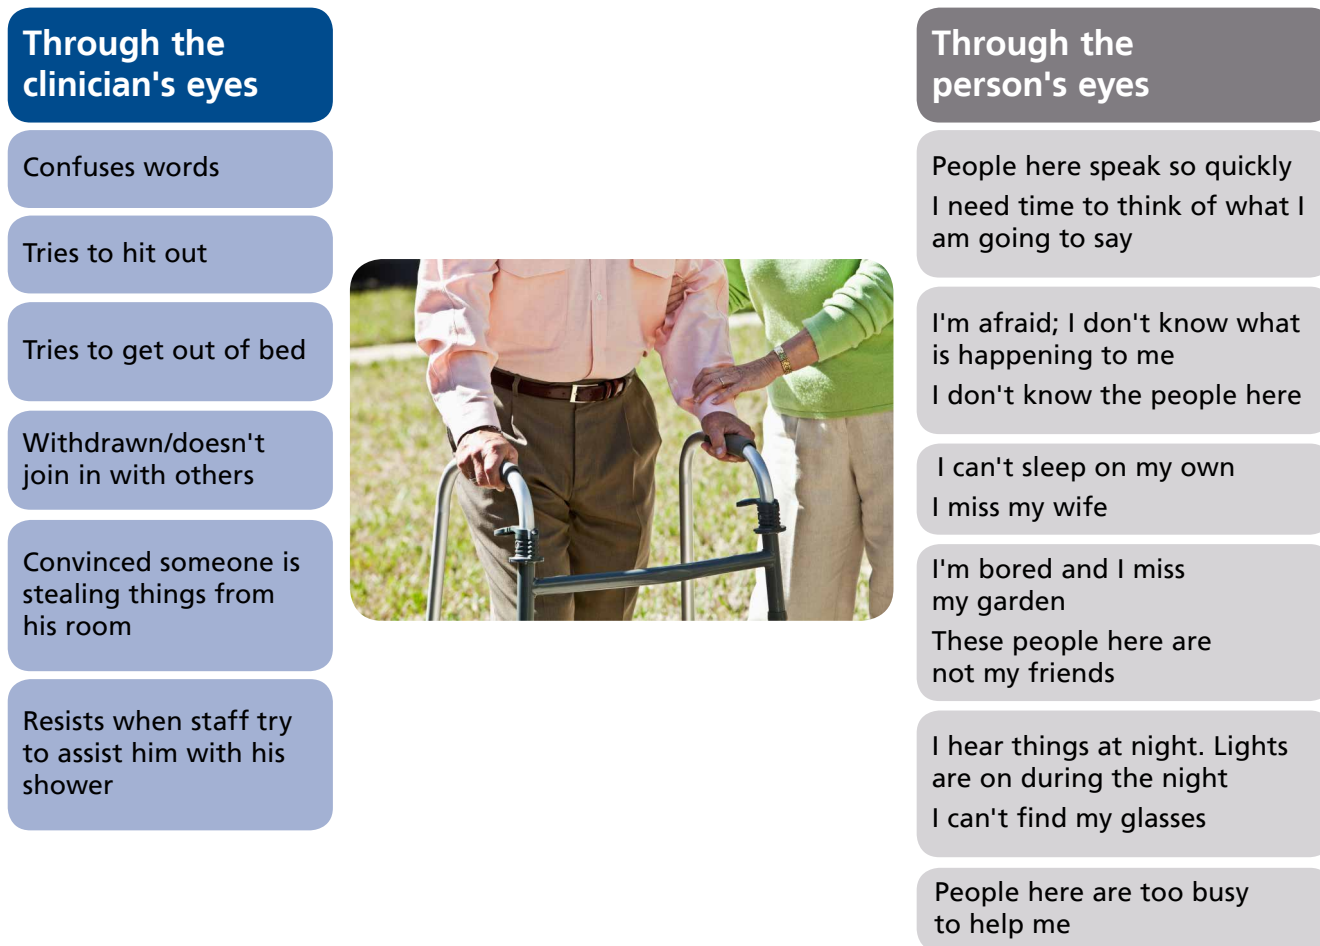 Through the
clinician's eyes
Confuses words
Tries to hit out
Tries to get out of bed
Withdrawn/doesn't
join in with others
Convinced someone is
stealing things from
his room
Resists when staff try
to assist him with his
shower
Through the
person's eyes
People here speak so quickly
I need time to think of what I
am going to say
I'm afraid; I don't know what
is happening to me
I don't know the people here
I can't sleep on my own
I miss my wife
I'm bored and I miss
my garden
These people here are
not my friends
I hear things at night. Lights
are on during the night
I can't find my glasses
People here are too busy
to help me